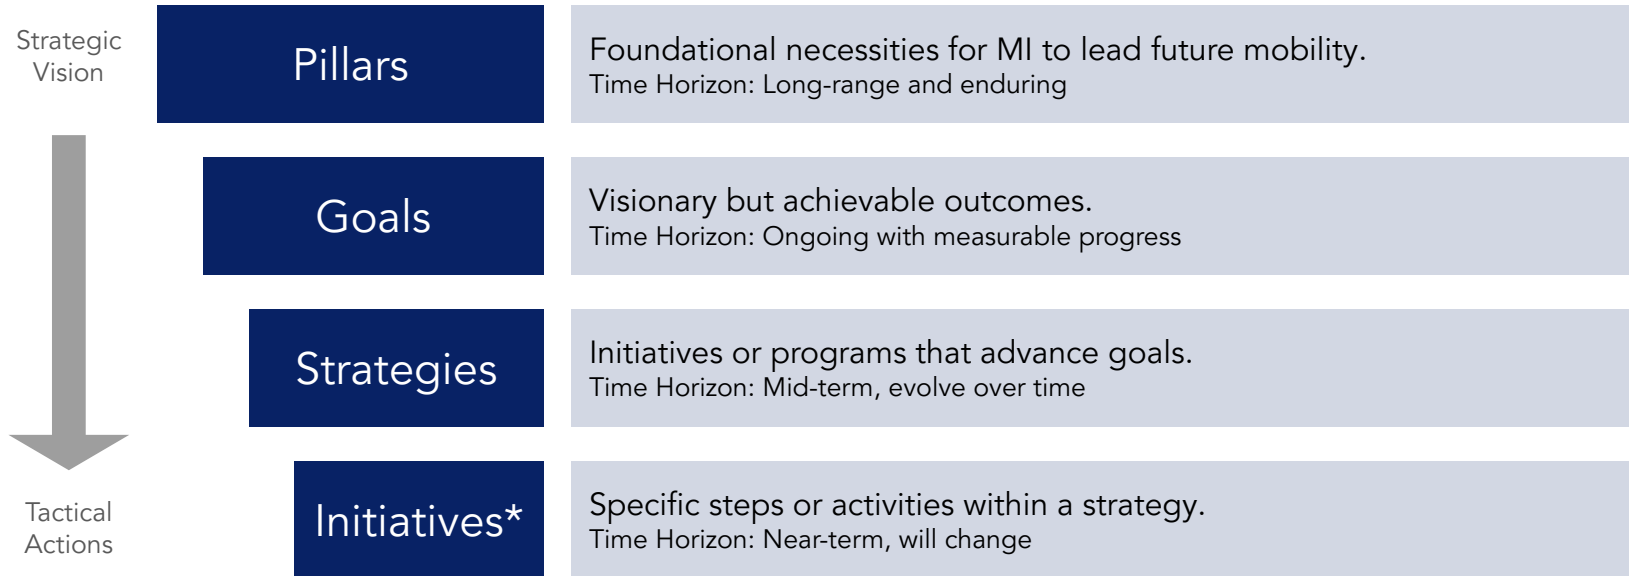 Strategic
Vision
Pillars
Foundational necessities for MI to lead future mobility.
Time Horizon: Long-range and enduring
Goals
Visionary but achievable outcomes.
Time Horizon: Ongoing with measurable progress
Strategies
Initiatives or programs that advance goals.
Time Horizon: Mid-term, evolve over time
Tactical
Actions
Initiatives*
Specific steps or activities within a strategy.
Time Horizon: Near-term, will change